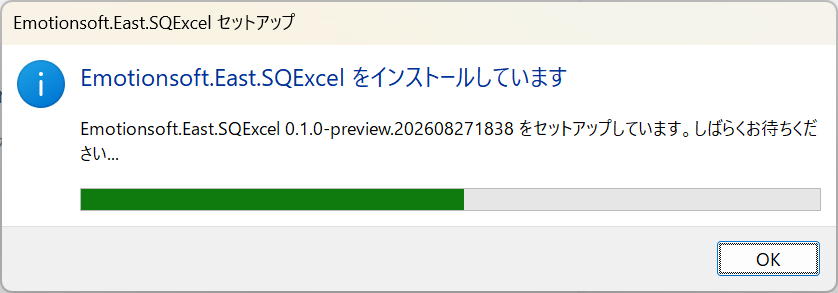 Emotionsoft.East.SQExcel セットアップ
Emotionsoft.East.SQExcel をインストールしています
Emotionsoft.East.SQExcel 0.1.0-preview.202608271838 をセットアップしています。しばらくお待ちくだ
さい...
OK